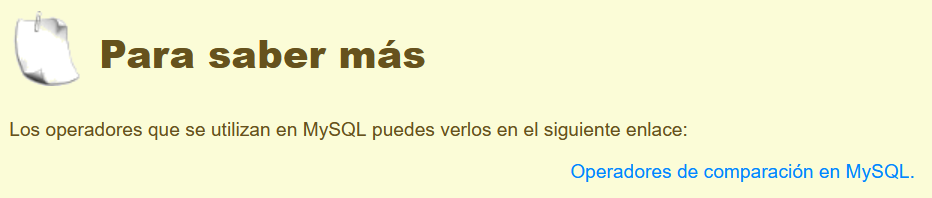 Para saber más
Los operadores que se utilizan en MySQL puedes verlos en el siguiente enlace:
Operadores de comparación en MySQL.